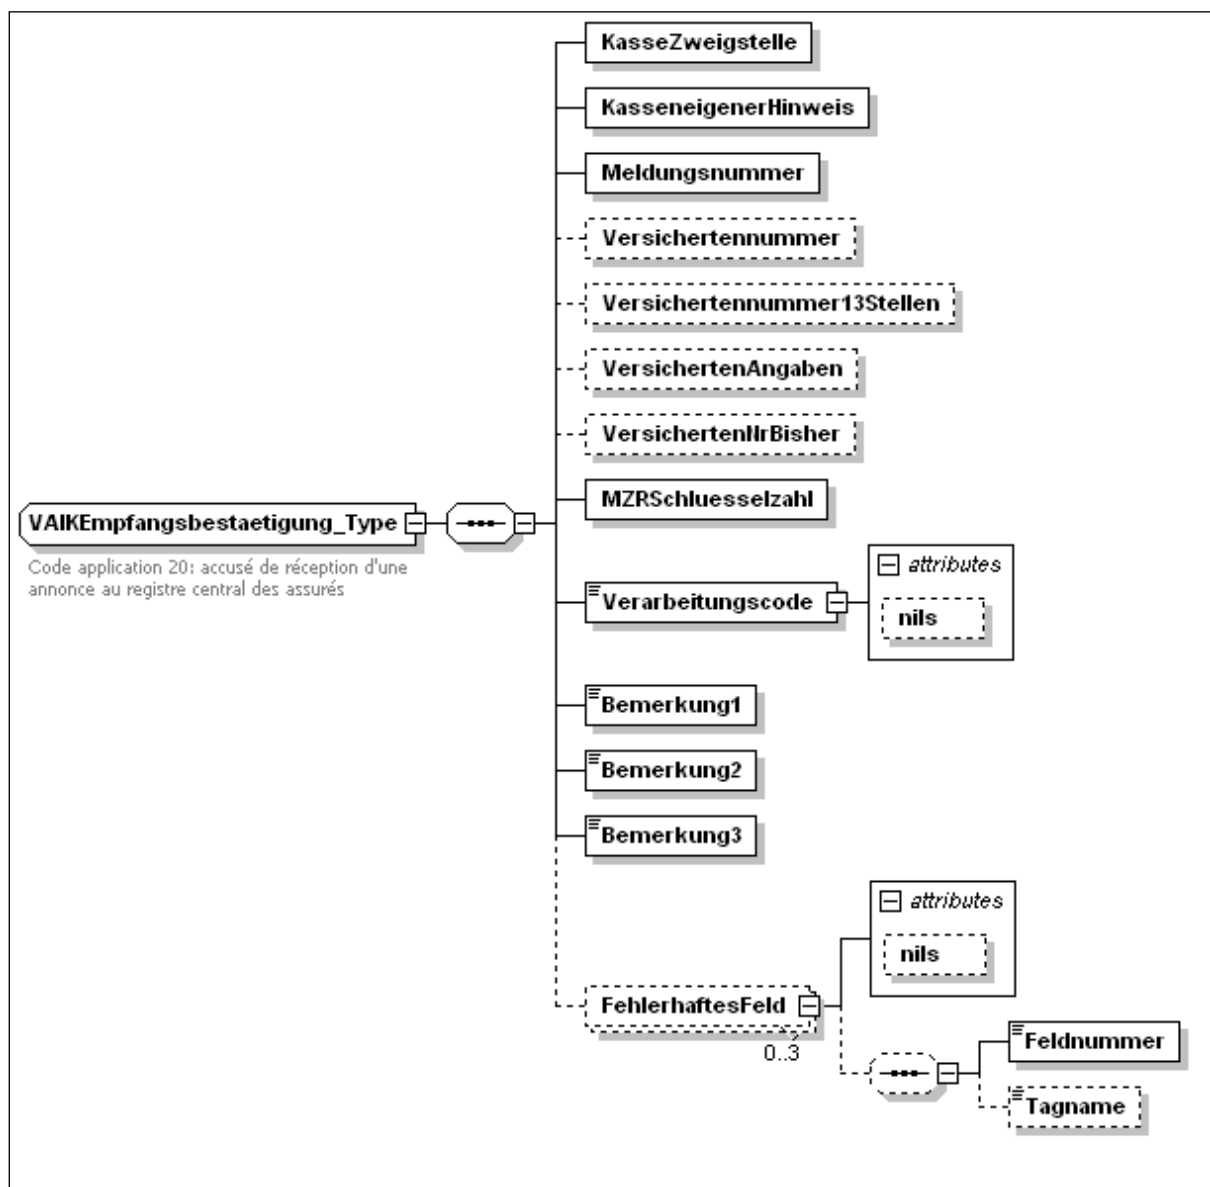 KasseZweigstelle
KasseneigenerHinweis
Meldungsnummer
Versichertennummer
Versichertennummer13Stellen
VersichertenAngaben
VersichertenNrBisher
MZRSchluesselzahl
VAIKEmpfangsbestaetigung_Type
Code application 20: accusé de réception d'une
annonce au registre central des assurés
attributes
Verarbeitungscode
nils
Bemerkung1
Bemerkung2
Bemerkung3
attributes
nils
FehlerhaftesFeld
0..3
Feldnummer
Tagname